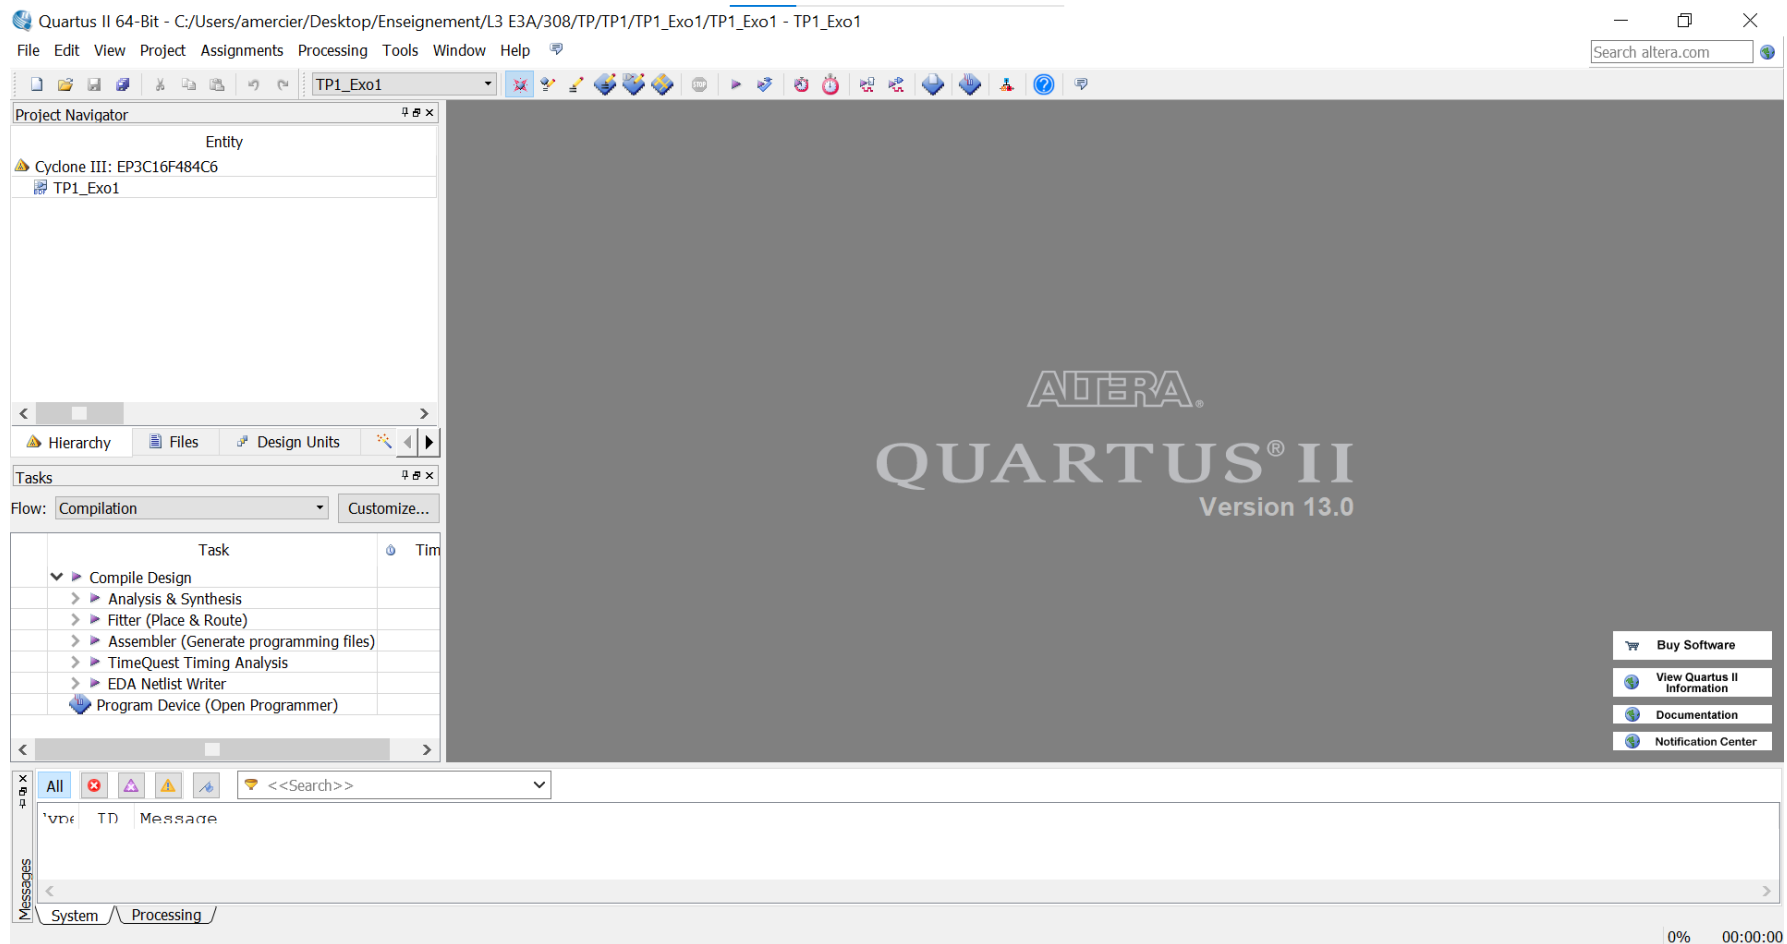 Quartus II 64-Bit - C:/Users/amercier/Desktop/Enseignement/L3 E3A/308/TP/TP1/TP1_Exo1/TP1_Exo1 - TP1_Exo1
File Edit View Project Assignments Processing Tools Window Help
Search altera.com
TP1_Exo1
STOP
Project Navigator
Entity
Cyclone III: EP3C16F484C6
TP1_Exo1
Hierarchy Files Design Units
Tasks
Flow: Compilation Customize...
Task Tim
Compile Design
Analysis & Synthesis
Fitter (Place & Route)
Assembler (Generate programming files)
TimeQuest Timing Analysis
EDA Netlist Writer
Program Device (Open Programmer)
ALTERA®
QUARTUS® II
Version 13.0
Buy Software
View Quartus II
Information
Documentation
Notification Center
All <<Search>>
ID Message
Messages
System Processing
0% 00:00:00